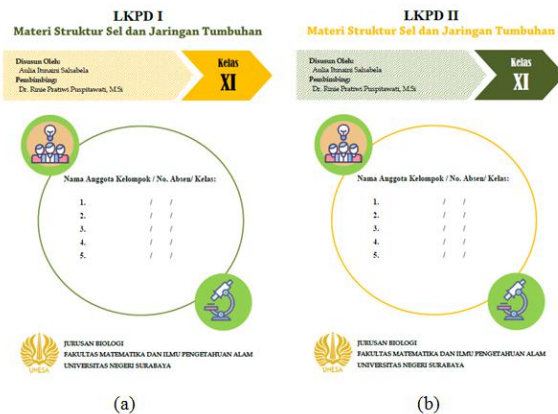 LKPD I
Materi Struktur Sel dan Jaringan Tumbuhan
Disusun Oleh:
Aulia Itsnaini Salsabela
Pembimbing:
Dr. Rinie Pratiwi Puspitawati, M.Si
Kelas
XI
Nama Anggota Kelompok / No. Absen/ Kelas:
1. / /
2. / /
3. / /
4. / /
5. / /
UNESA
JURUSAN BIOLOGI
FAKULTAS MATEMATIKA DAN ILMU PENGETAHUAN ALAM
UNIVERSITAS NEGERI SURABAYA
(a)
LKPD II
Materi Struktur Sel dan Jaringan Tumbuhan
Disusun Oleh:
Aulia Itsnaini Salsabela
Pembimbing:
Dr. Rinie Pratiwi Puspitawati, M.Si
Kelas
XI
Nama Anggota Kelompok / No. Absen/ Kelas:
1. / /
2. / /
3. / /
4. / /
5. / /
UNESA
JURUSAN BIOLOGI
FAKULTAS MATEMATIKA DAN ILMU PENGETAHUAN ALAM
UNIVERSITAS NEGERI SURABAYA
(b)